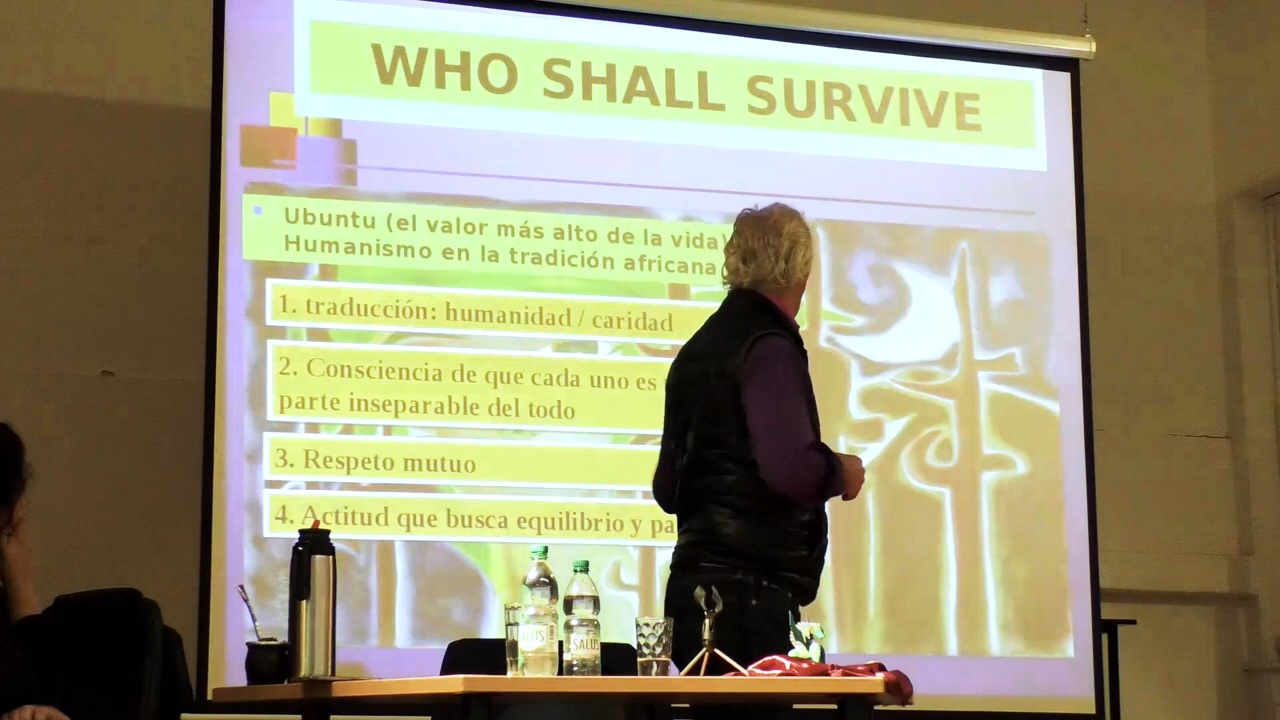 WHO SHALL SURVIVE
Ubuntu (el valor más alto de la vida)
Humanismo en la tradición africana
1. traducción: humanidad / caridad
2. Consciencia de que cada uno es
parte inseparable del todo
3. Respeto mutuo
4. Actitud que busca equilibrio y
SALUS
SALUS